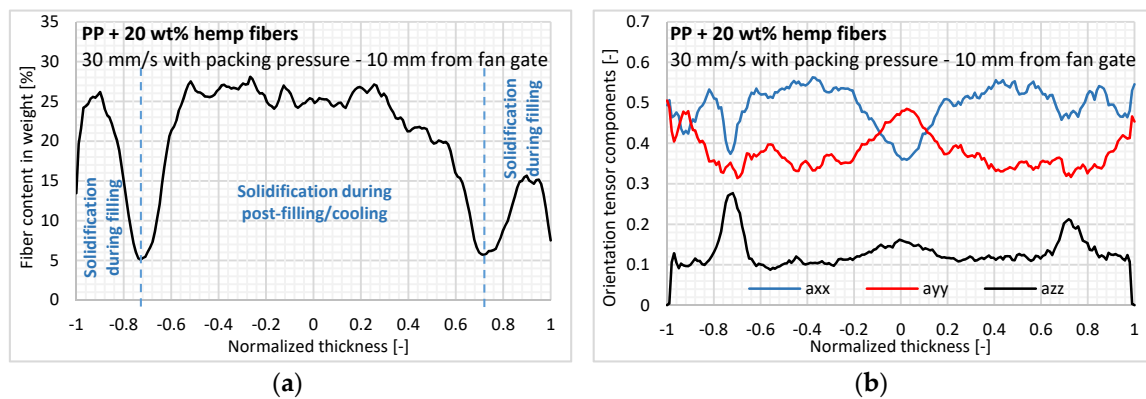 PP + 20 wt% hemp fibers
30 mm/s with packing pressure - 10 mm from fan gate
Fiber content in weight [%]
35
30
25
20
15
10
5
0
Solidification
during filling
Solidification during
post-filling/cooling
Solidification
during filling
-1 -0.8 -0.6 -0.4 -0.2 0 0.2 0.4 0.6 0.8 1
Normalized thickness [-]
(a)
PP + 20 wt% hemp fibers
30 mm/s with packing pressure - 10 mm from fan gate
Orientation tensor components [-]
0.7
0.6
0.5
0.4
0.3
0.2
0.1
0
axx ayy azz
-1 -0.8 -0.6 -0.4 -0.2 0 0.2 0.4 0.6 0.8 1
Normalized thickness [-]
(b)